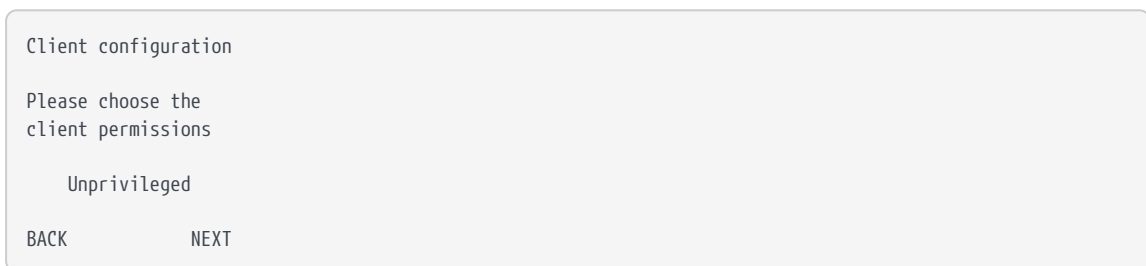 Client configuration
Please choose the
client permissions
Unprivileged
BACK NEXT